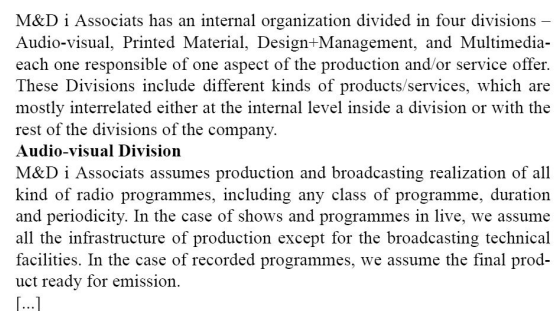 M&D i Associats has an internal organization divided in four divisions –
Audio-visual, Printed Material, Design+Management, and Multimedia-
each one responsible of one aspect of the production and/or service offer.
These Divisions include different kinds of products/services, which are
mostly interrelated either at the internal level inside a division or with the
rest of the divisions of the company.
Audio-visual Division
M&D i Associats assumes production and broadcasting realization of all
kind of radio programmes, including any class of programme, duration
and periodicity. In the case of shows and programmes in live, we assume
all the infrastructure of production except for the broadcasting technical
facilities. In the case of recorded programmes, we assume the final prod-
uct ready for emission.
[...]